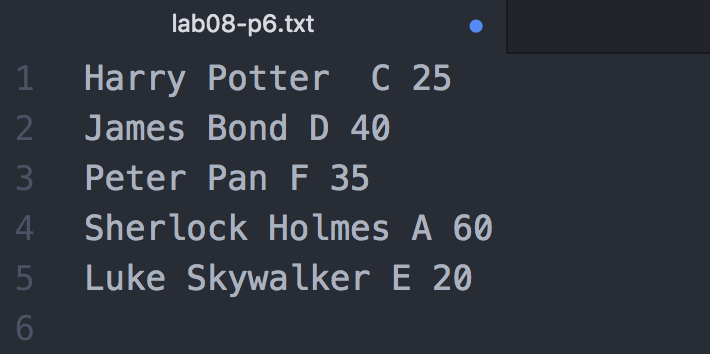 lab08-p6.txt
1 Harry Potter  C 25
2 James Bond D 40
3 Peter Pan F 35
4 Sherlock Holmes A 60
5 Luke Skywalker E 20
6